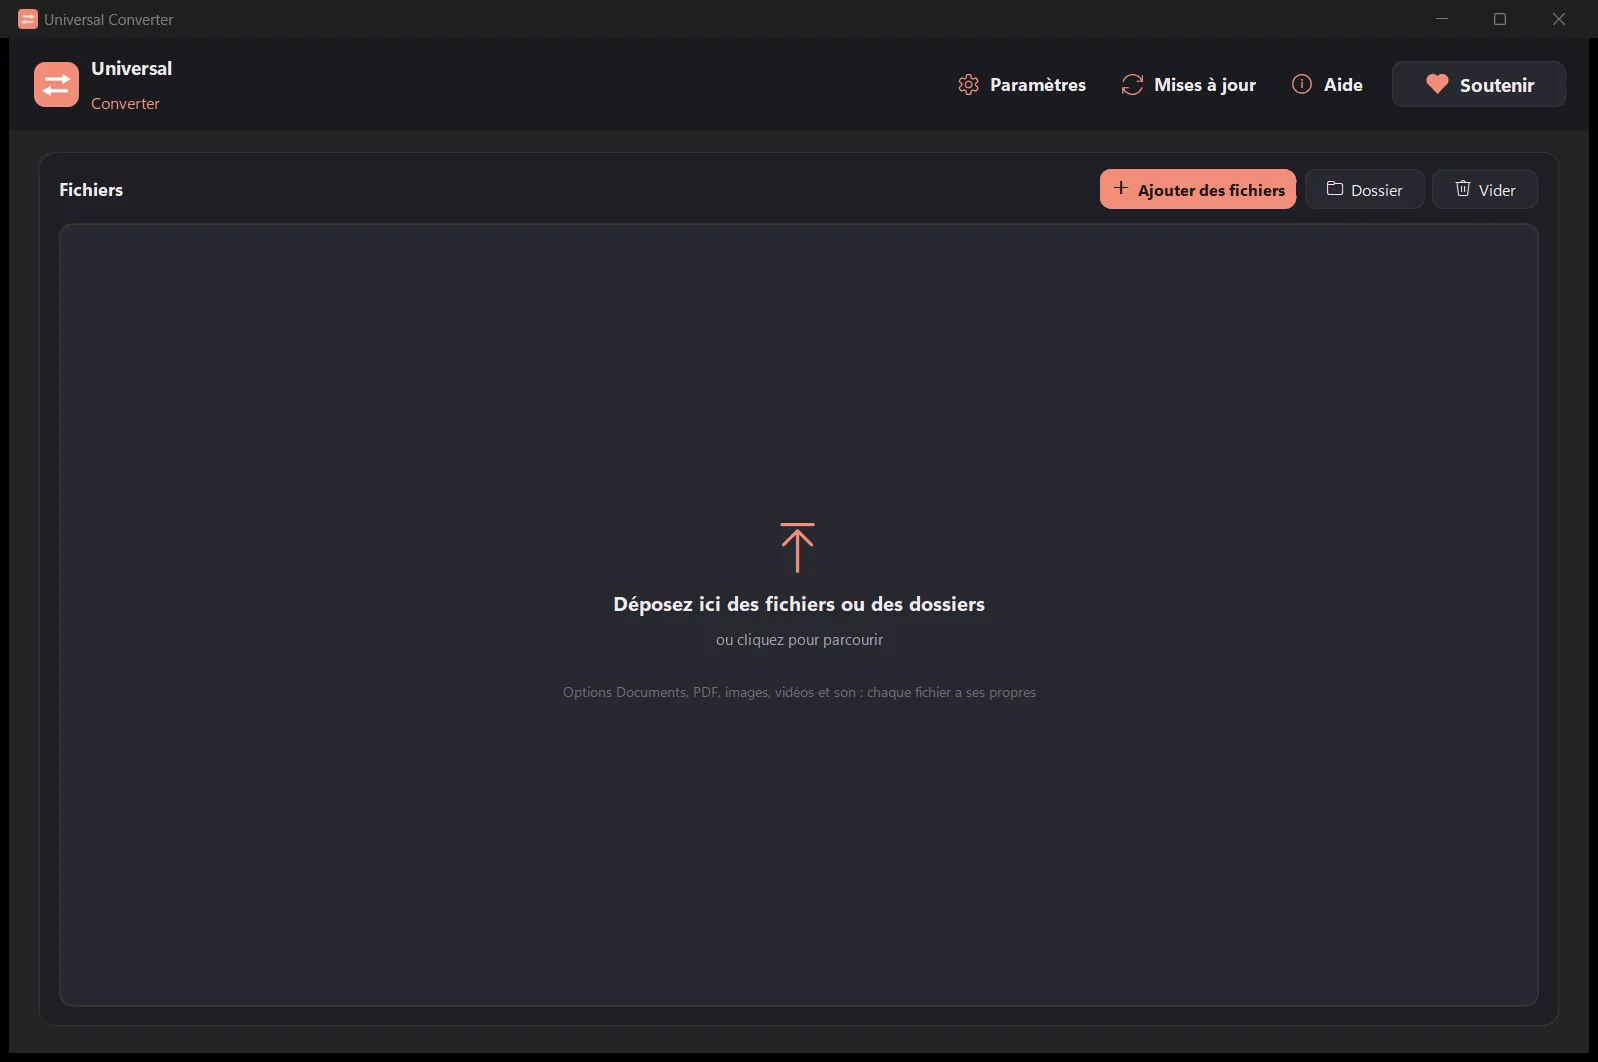 Universal Converter
Universal
Converter
Paramètres
Mises à jour
Aide
Soutenir
Fichiers
Ajouter des fichiers
Dossier
Vider
Déposez ici des fichiers ou des dossiers
ou cliquez pour parcourir
Options Documents, PDF, images, vidéos et son : chaque fichier a ses propres